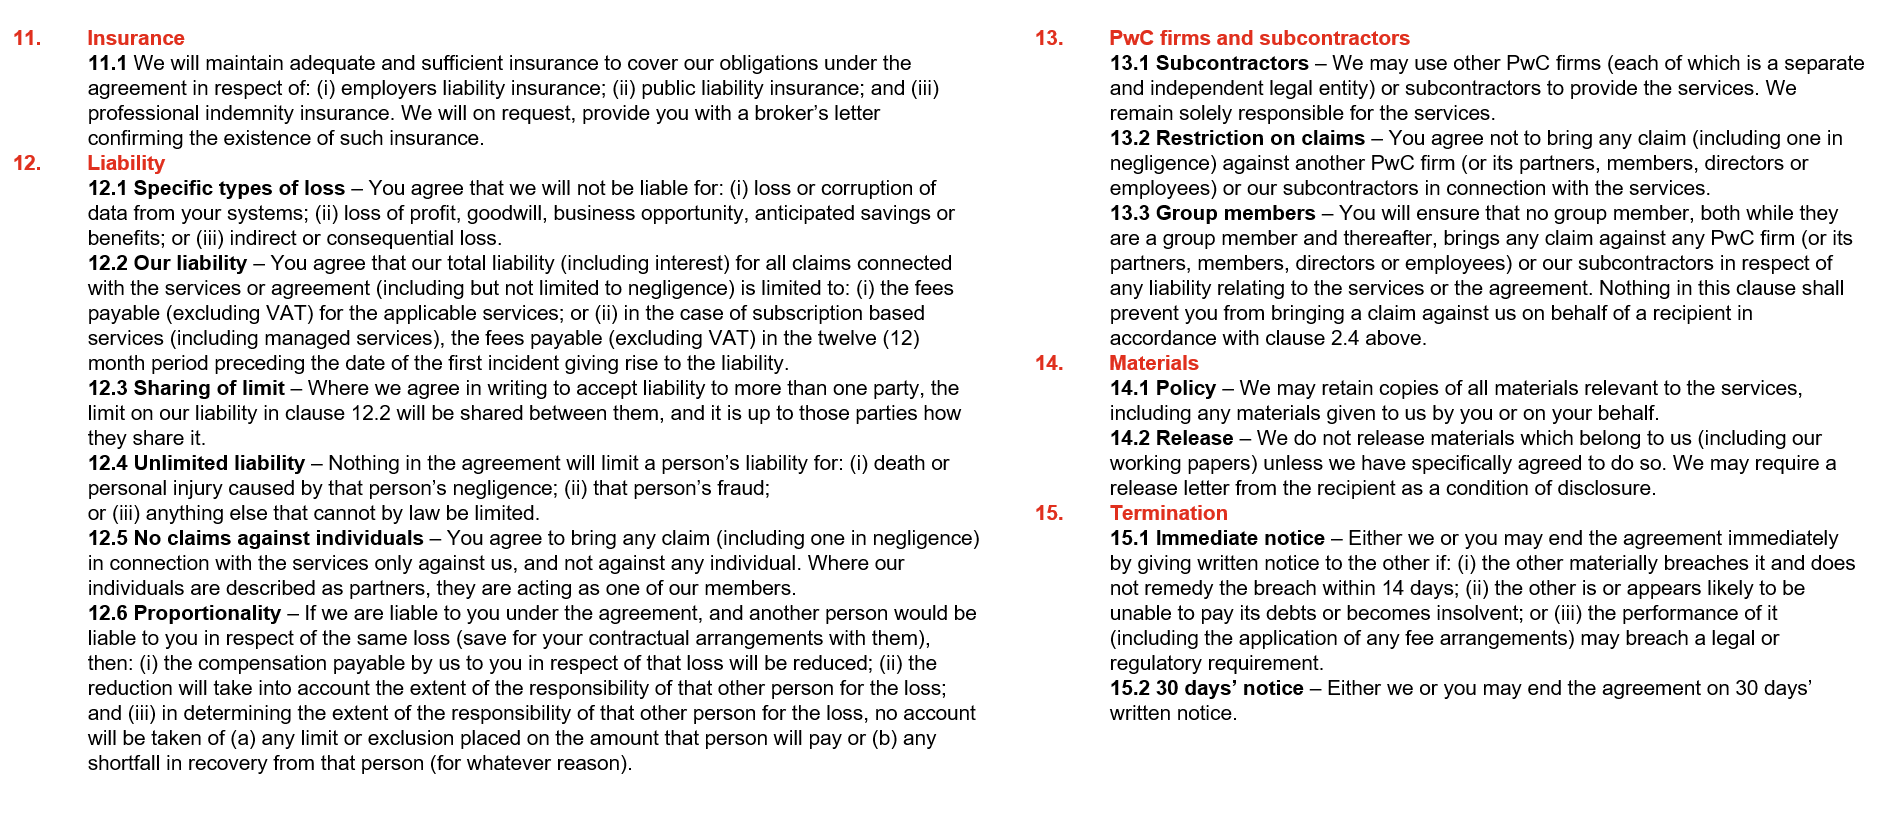 11. Insurance
11.1 We will maintain adequate and sufficient insurance to cover our obligations under the
agreement in respect of: (i) employers liability insurance; (ii) public liability insurance; and (iii)
professional indemnity insurance. We will on request, provide you with a broker’s letter
confirming the existence of such insurance.
12. Liability
12.1 Specific types of loss – You agree that we will not be liable for: (i) loss or corruption of
data from your systems; (ii) loss of profit, goodwill, business opportunity, anticipated savings or
benefits; or (iii) indirect or consequential loss.
12.2 Our liability – You agree that our total liability (including interest) for all claims connected
with the services or agreement (including but not limited to negligence) is limited to: (i) the fees
payable (excluding VAT) for the applicable services; or (ii) in the case of subscription based
services (including managed services), the fees payable (excluding VAT) in the twelve (12)
month period preceding the date of the first incident giving rise to the liability.
12.3 Sharing of limit – Where we agree in writing to accept liability to more than one party, the
limit on our liability in clause 12.2 will be shared between them, and it is up to those parties how
they share it.
12.4 Unlimited liability – Nothing in the agreement will limit a person’s liability for: (i) death or
personal injury caused by that person’s negligence; (ii) that person’s fraud;
or (iii) anything else that cannot by law be limited.
12.5 No claims against individuals – You agree to bring any claim (including one in negligence)
in connection with the services only against us, and not against any individual. Where our
individuals are described as partners, they are acting as one of our members.
12.6 Proportionality – If we are liable to you under the agreement, and another person would be
liable to you in respect of the same loss (save for your contractual arrangements with them),
then: (i) the compensation payable by us to you in respect of that loss will be reduced; (ii) the
reduction will take into account the extent of the responsibility of that other person for the loss;
and (iii) in determining the extent of the responsibility of that other person for the loss, no account
will be taken of (a) any limit or exclusion placed on the amount that person will pay or (b) any
shortfall in recovery from that person (for whatever reason).
13. PwC firms and subcontractors
13.1 Subcontractors – We may use other PwC firms (each of which is a separate
and independent legal entity) or subcontractors to provide the services. We
remain solely responsible for the services.
13.2 Restriction on claims – You agree not to bring any claim (including one in
negligence) against another PwC firm (or its partners, members, directors or
employees) or our subcontractors in connection with the services.
13.3 Group members – You will ensure that no group member, both while they
are a group member and thereafter, brings any claim against any PwC firm (or its
partners, members, directors or employees) or our subcontractors in respect of
any liability relating to the services or the agreement. Nothing in this clause shall
prevent you from bringing a claim against us on behalf of a recipient in
accordance with clause 2.4 above.
14. Materials
14.1 Policy – We may retain copies of all materials relevant to the services,
including any materials given to us by you or on your behalf.
14.2 Release – We do not release materials which belong to us (including our
working papers) unless we have specifically agreed to do so. We may require a
release letter from the recipient as a condition of disclosure.
15. Termination
15.1 Immediate notice – Either we or you may end the agreement immediately
by giving written notice to the other if: (i) the other materially breaches it and does
not remedy the breach within 14 days; (ii) the other is or appears likely to be
unable to pay its debts or becomes insolvent; or (iii) the performance of it
(including the application of any fee arrangements) may breach a legal or
regulatory requirement.
15.2 30 days’ notice – Either we or you may end the agreement on 30 days’
written notice.